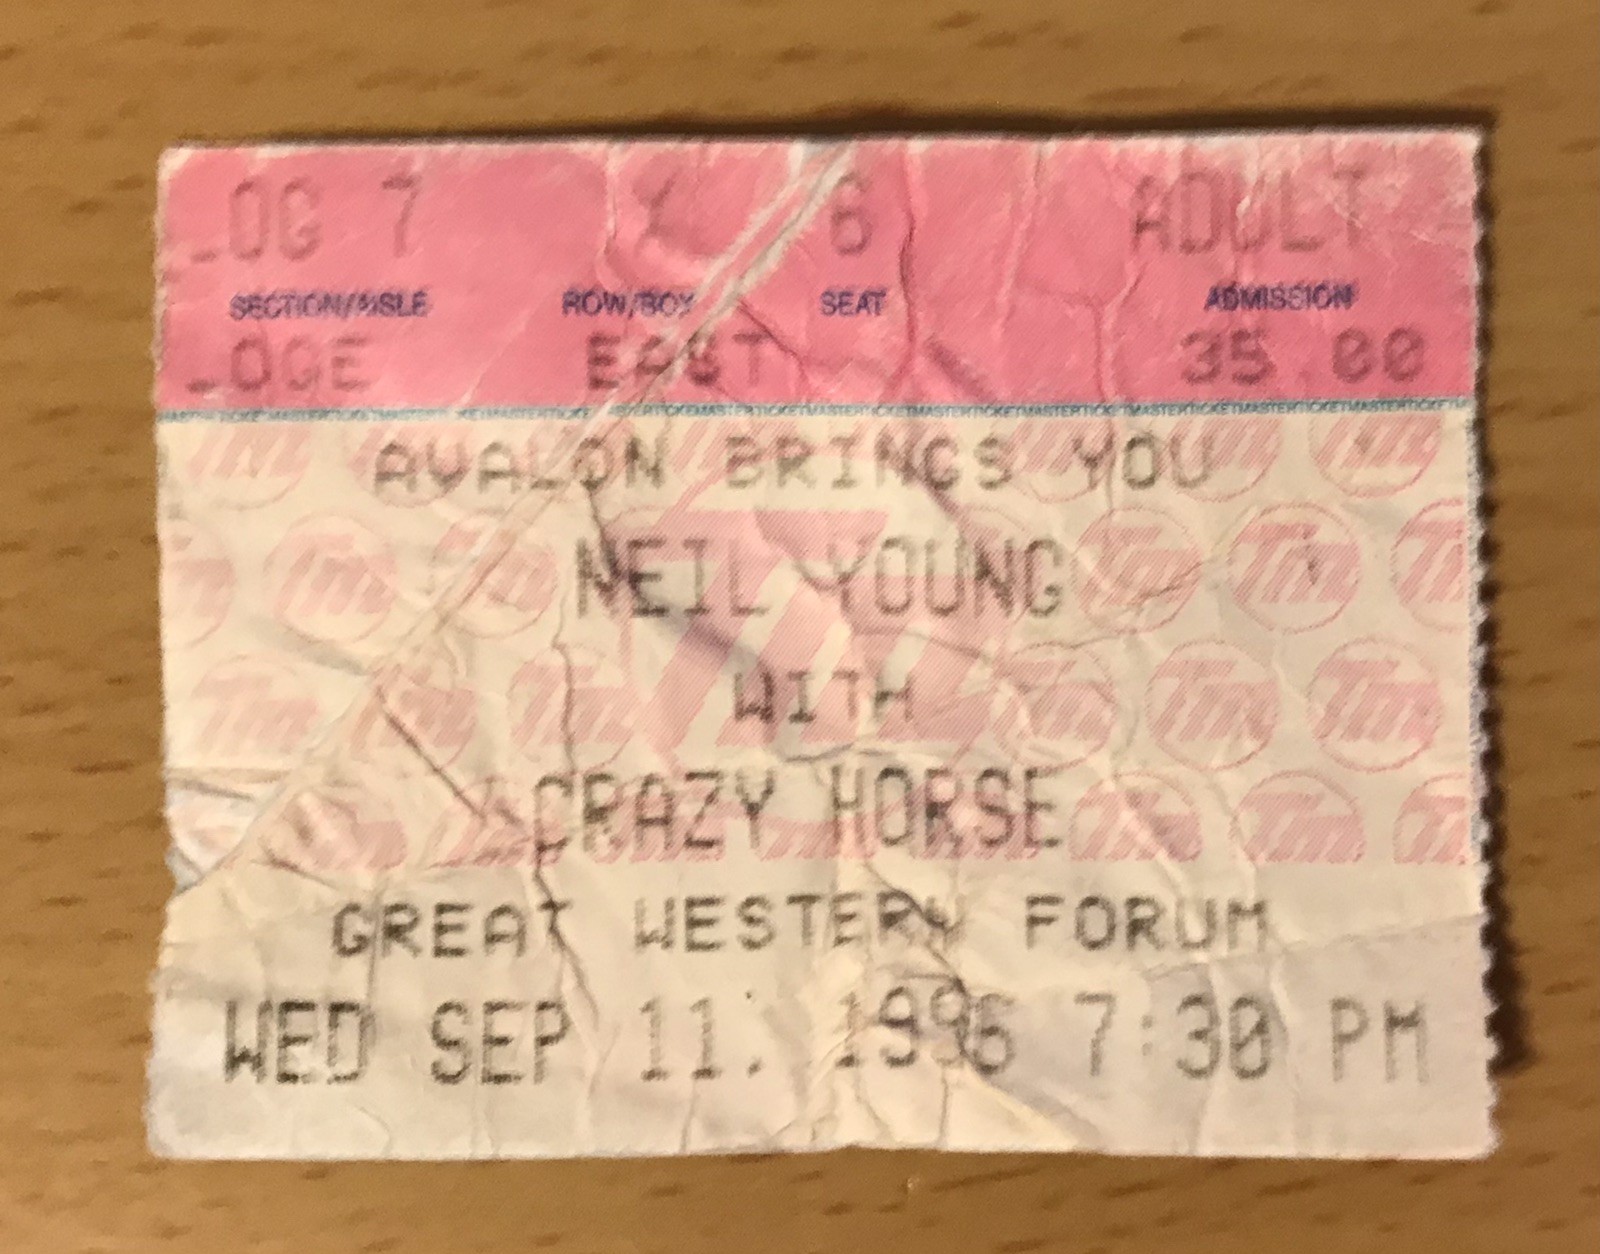 LOG 7 6 ADULT
SECTION/AISLE ROW/BOX SEAT ADMISSION
LOGE EAST 35.00
TICKETMASTERTICKETMASTERTICKETMASTERTICKETMASTER
AVALON BRINGS YOU
NEIL YOUNG
WITH
CRAZY HORSE
GREAT WESTERN FORUM
WED SEP 11, 1996 7:30 PM